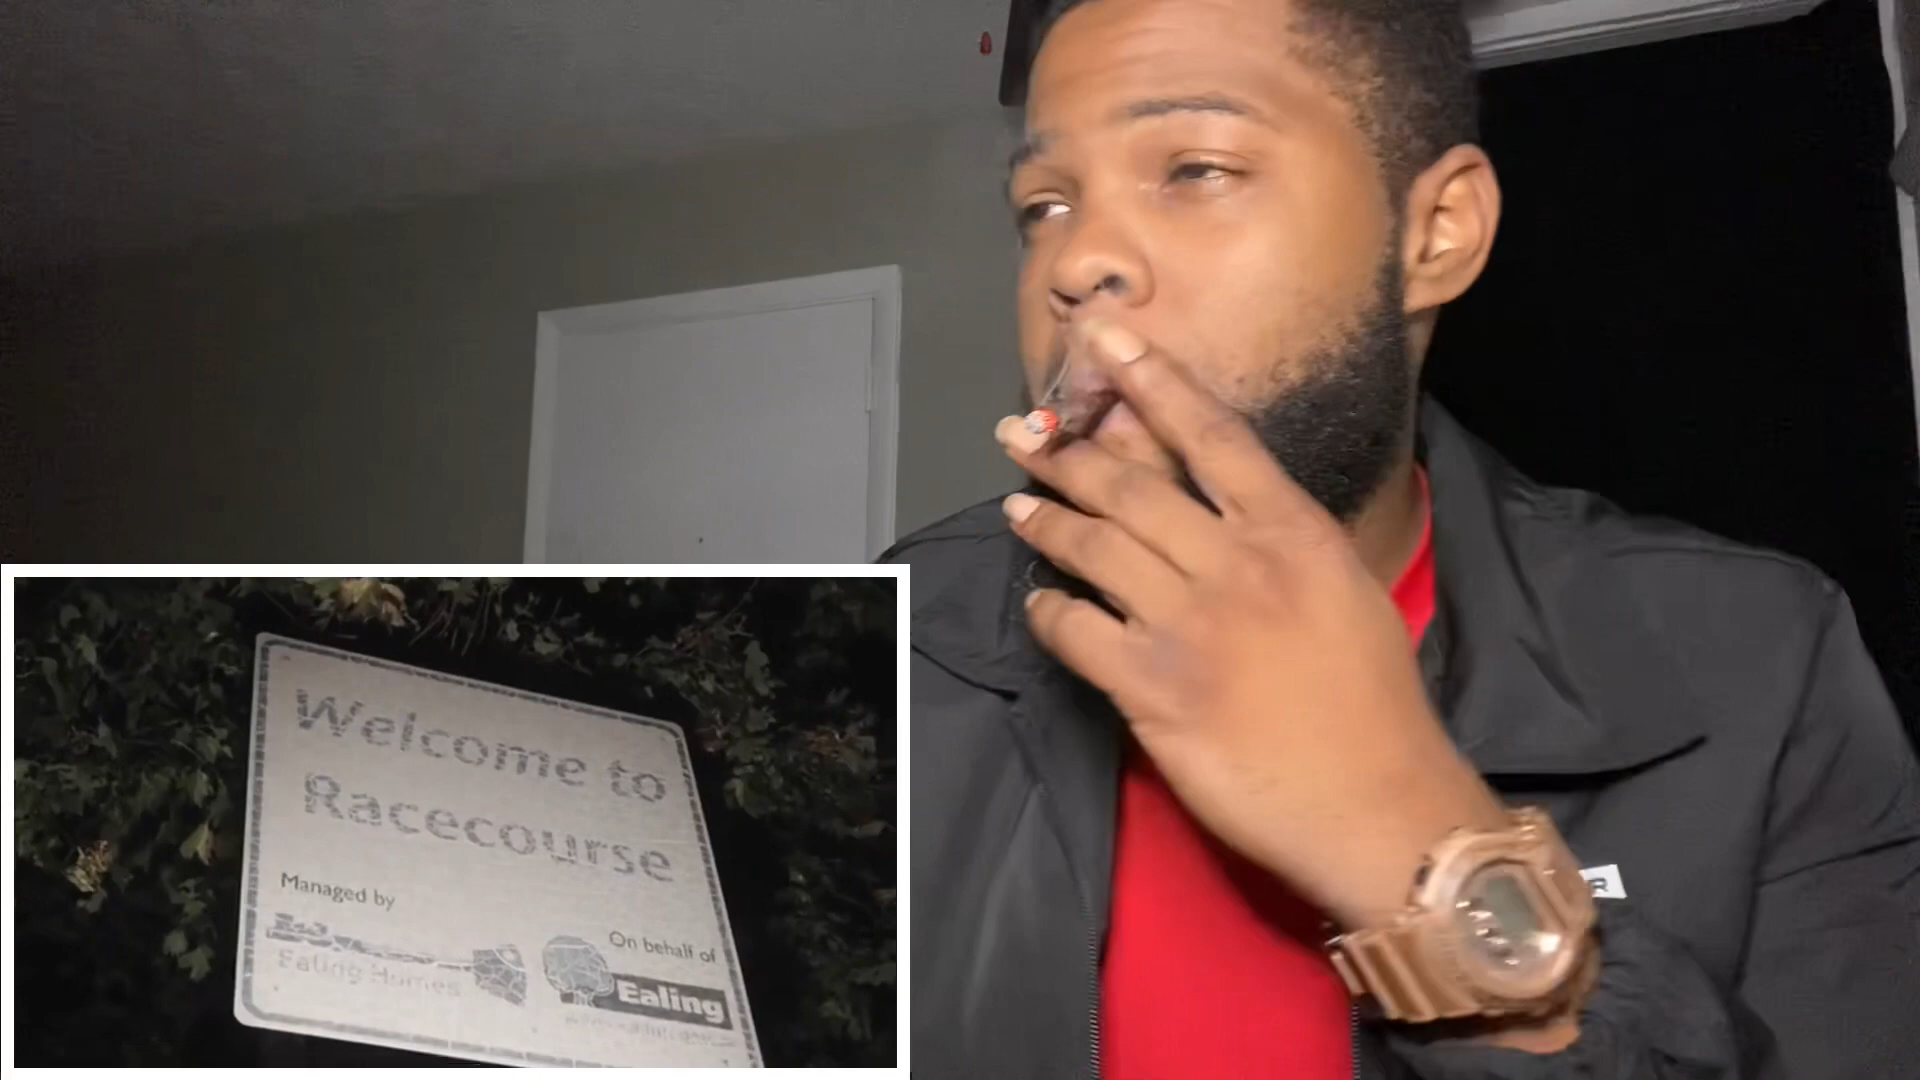 Welcome to
Racecourse
Managed by
Ealing Homes
On behalf of
Ealing
R